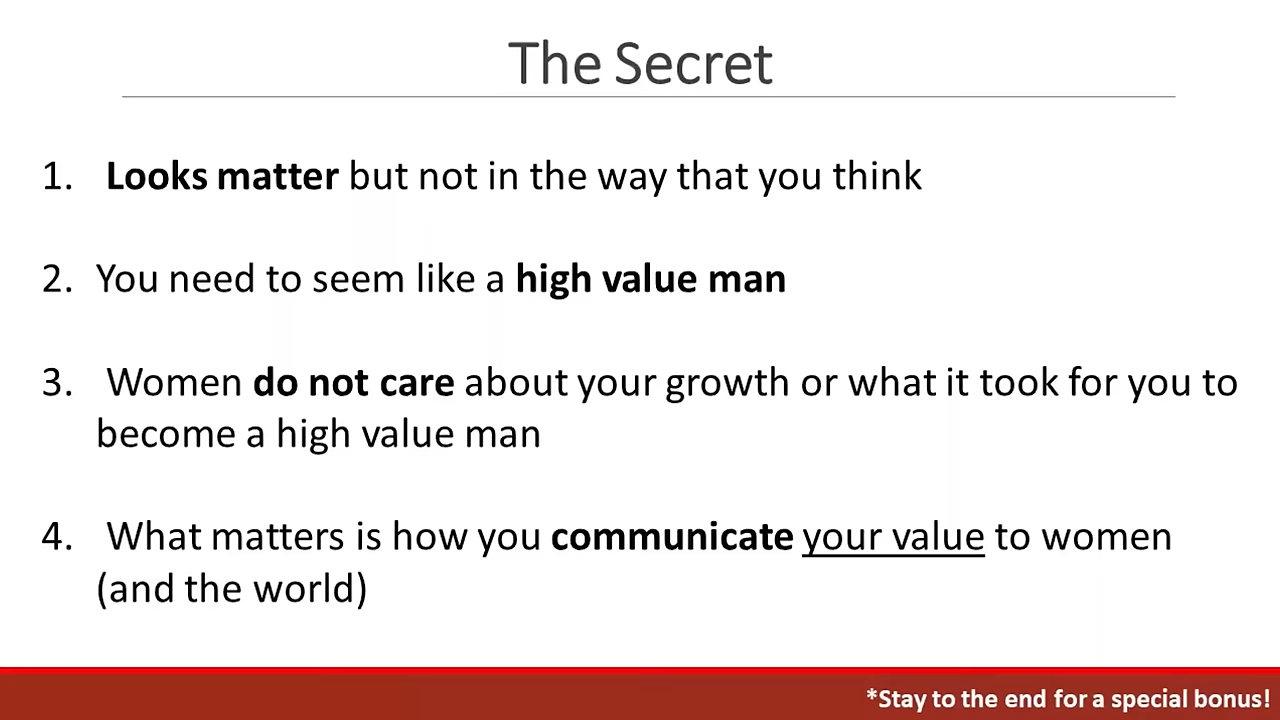 The Secret
1. Looks matter but not in the way that you think
2. You need to seem like a high value man
3. Women do not care about your growth or what it took for you to
become a high value man
4. What matters is how you communicate your value to women
(and the world)
*Stay to the end for a special bonus!